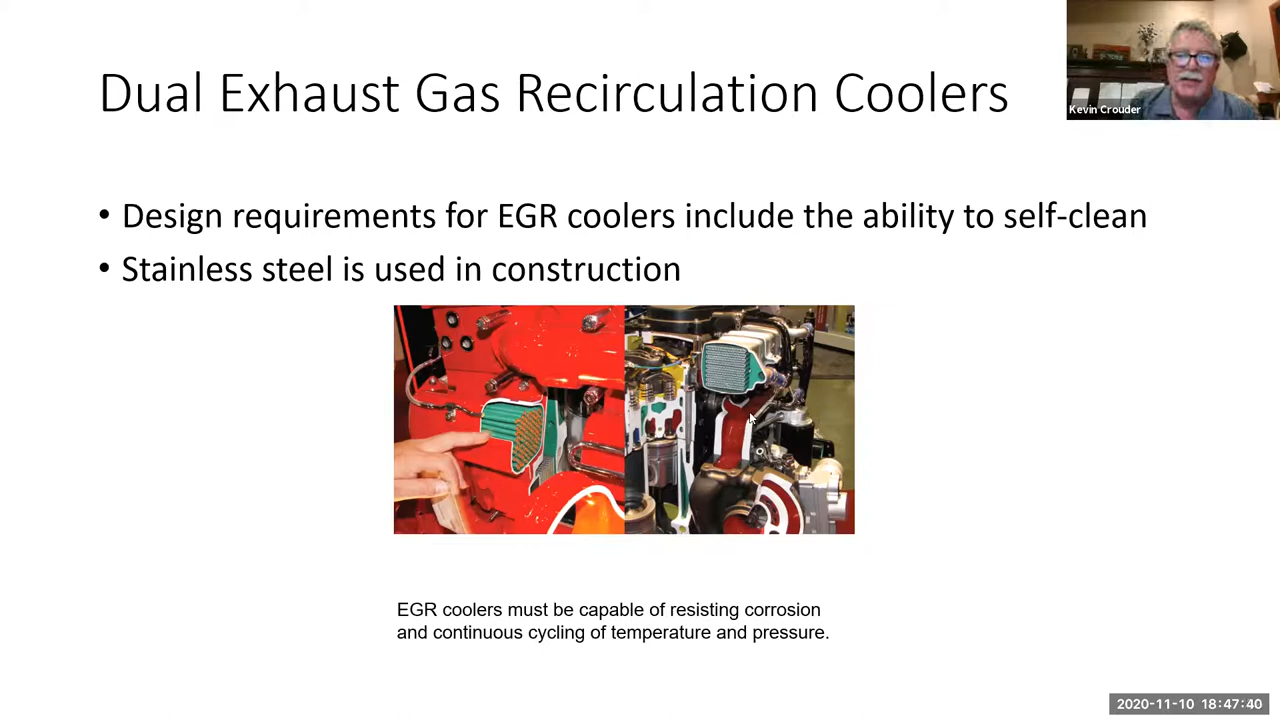 Dual Exhaust Gas Recirculation Coolers
Kevin Crouder
• Design requirements for EGR coolers include the ability to self-clean
• Stainless steel is used in construction
EGR coolers must be capable of resisting corrosion
and continuous cycling of temperature and pressure.
2020-11-10 18:47:40